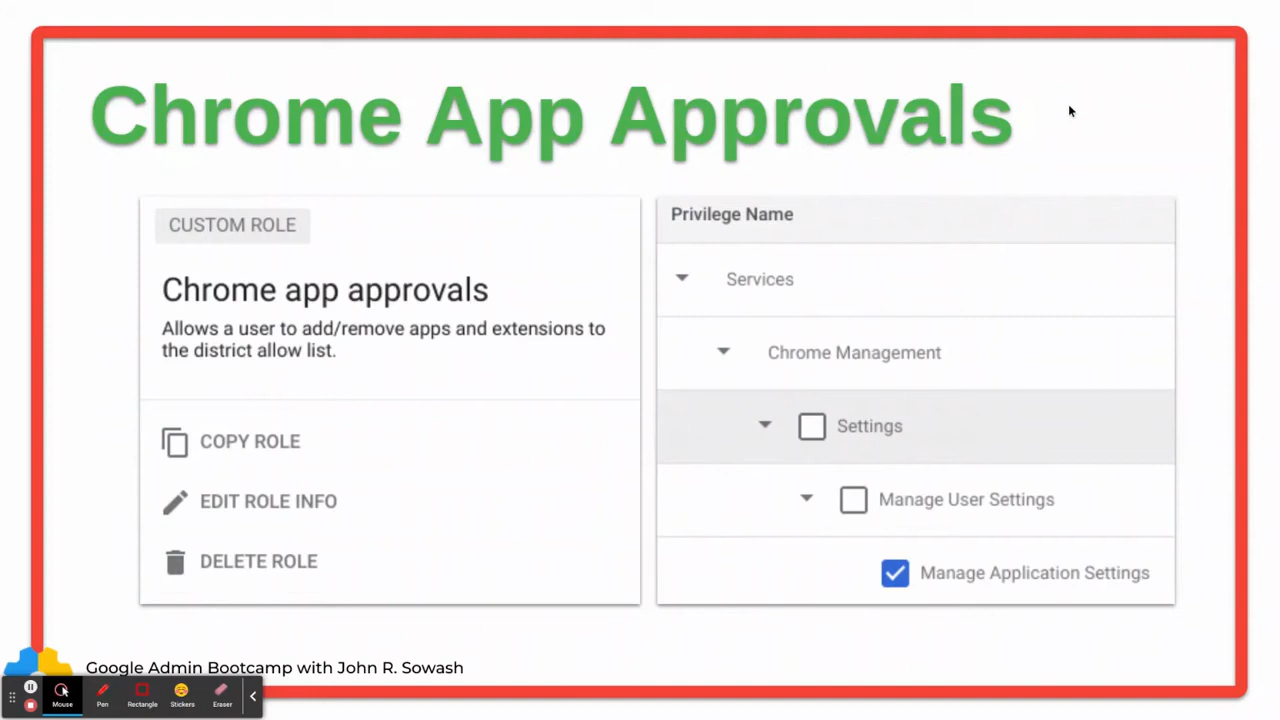 Chrome App Approvals
CUSTOM ROLE
Chrome app approvals
Allows a user to add/remove apps and extensions to
the district allow list.
COPY ROLE
EDIT ROLE INFO
DELETE ROLE
Privilege Name
Services
Chrome Management
Settings
Manage User Settings
Manage Application Settings
Google Admin Bootcamp with John R. Sowash
Mouse
Pen
Rectangle
Stickers
Eraser